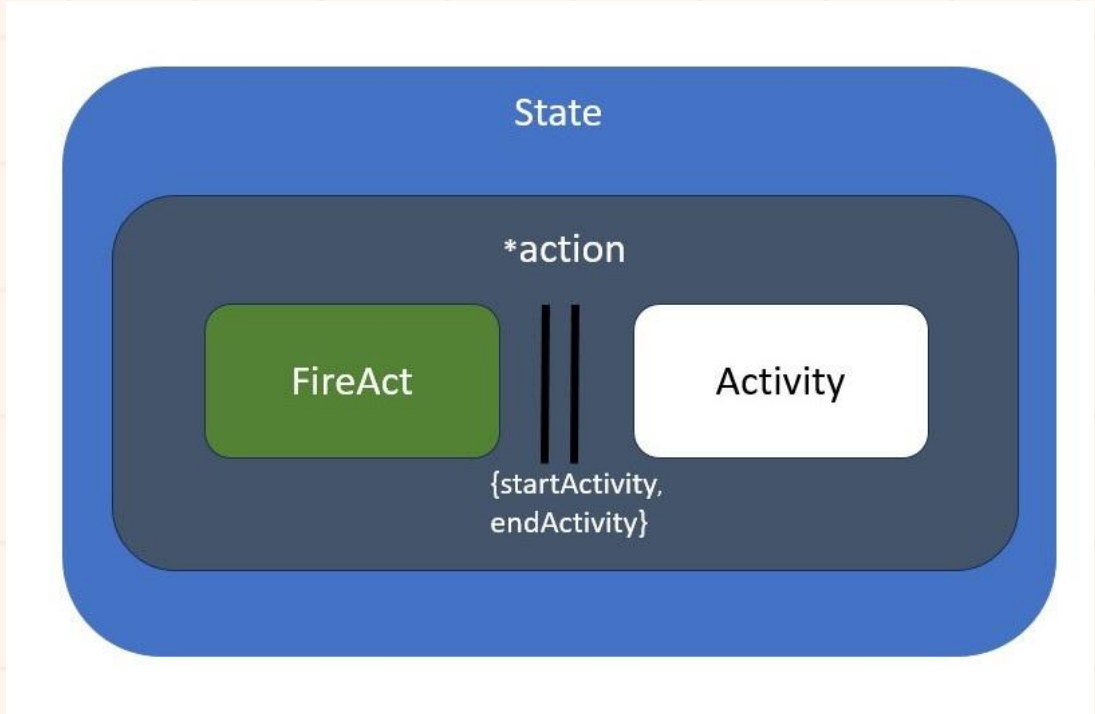 State
*action
FireAct
Activity
{startActivity,
endActivity}